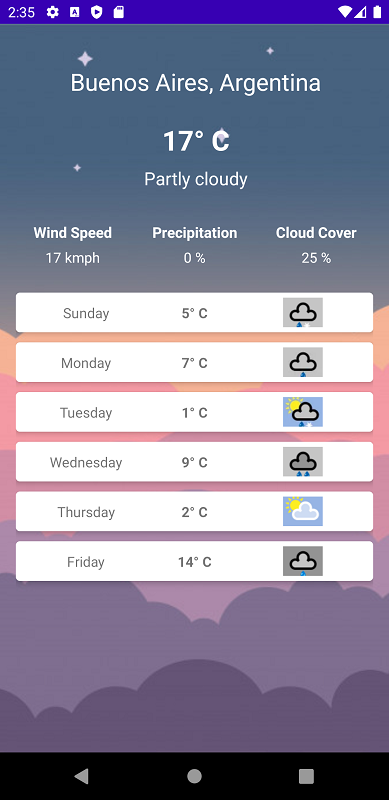 2:35
Buenos Aires, Argentina
17° C
Partly cloudy
Wind Speed Precipitation Cloud Cover
17 kmph 0 % 25 %
Sunday 5° C
Monday 7° C
Tuesday 1° C
Wednesday 9° C
Thursday 2° C
Friday 14° C